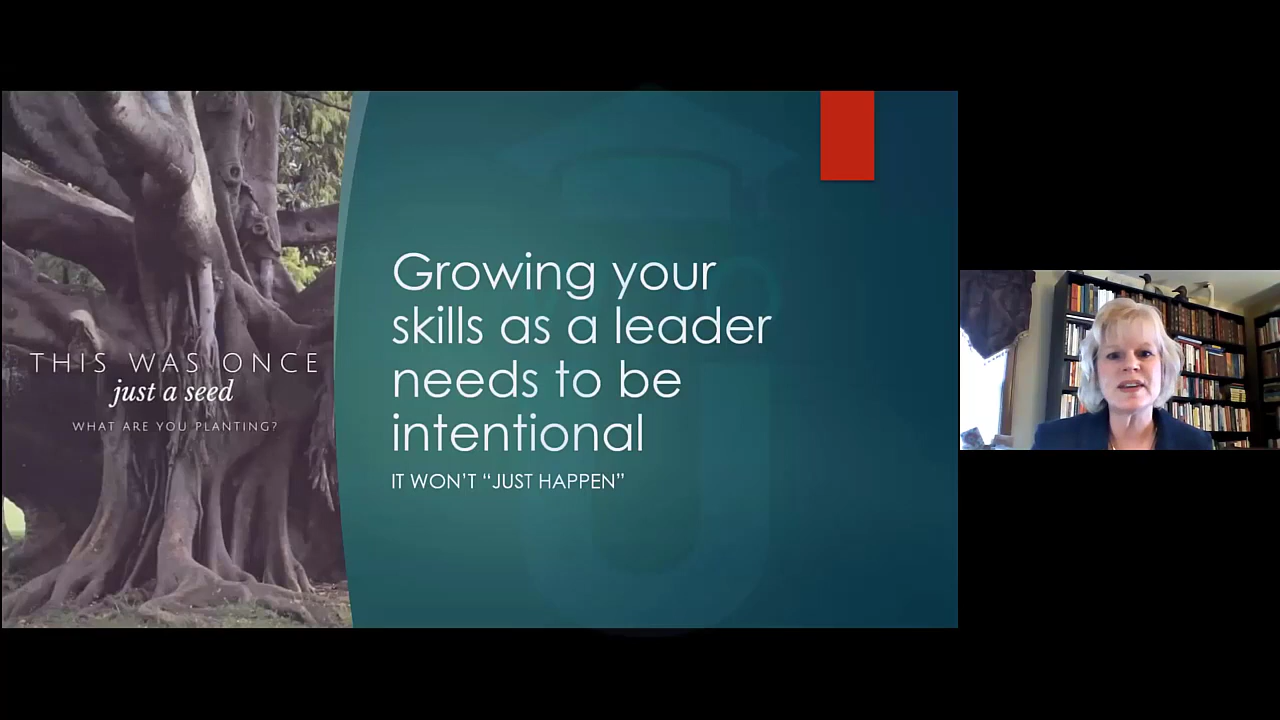 THIS WAS ONCE
just a seed
WHAT ARE YOU PLANTING?
Growing your
skills as a leader
needs to be
intentional
IT WON’T “JUST HAPPEN”